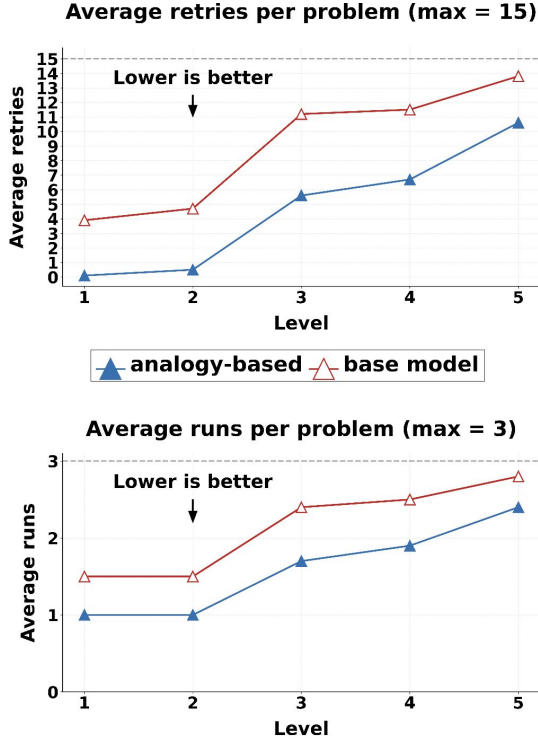 Average retries per problem (max = 15)
15
14
13
12
11
10
9
8
7
6
5
4
3
2
1
0
Average retries
Lower is better
1 2 3 4 5
Level
analogy-based base model
Average runs per problem (max = 3)
3
2
1
0
Average runs
Lower is better
1 2 3 4 5
Level